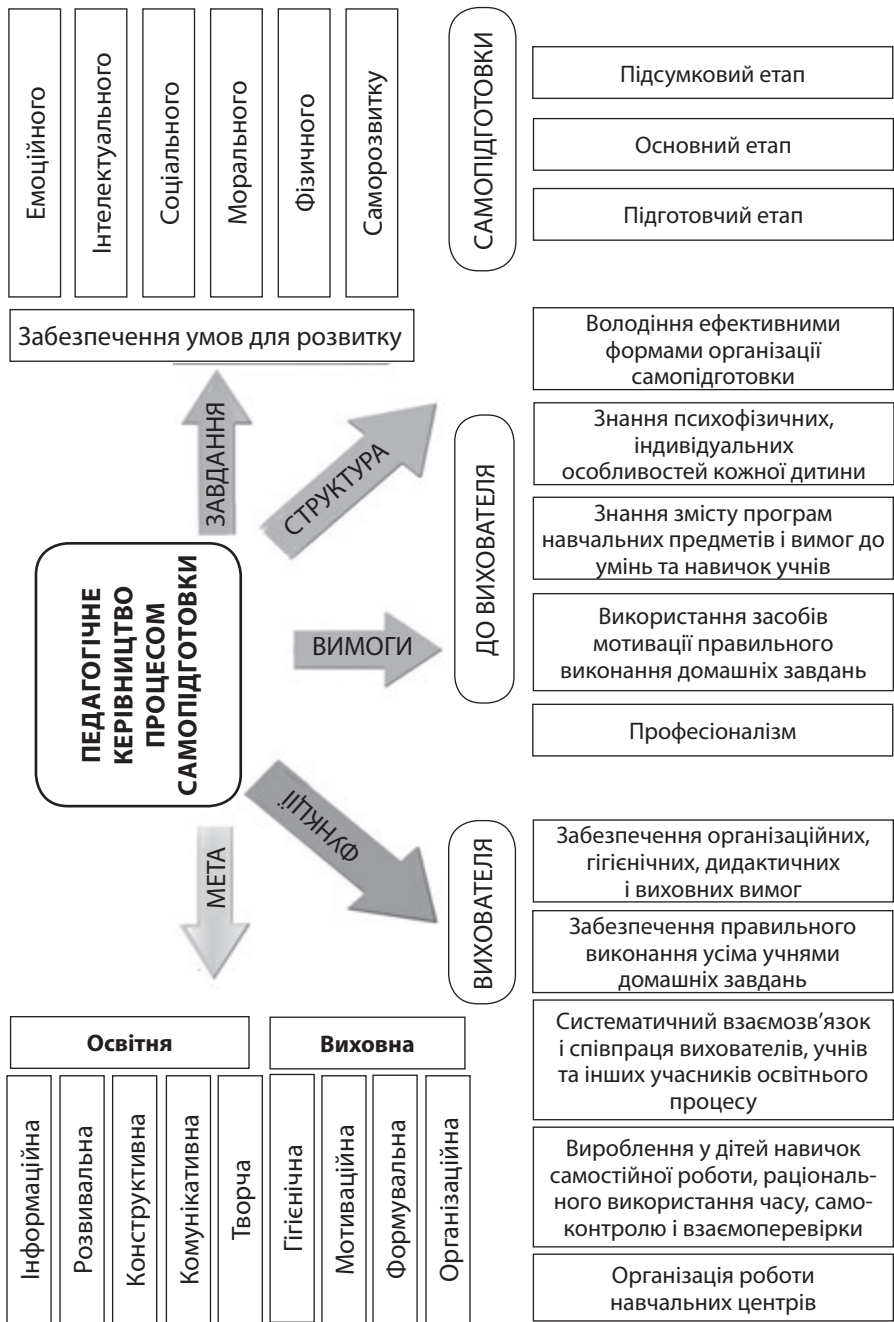 ПЕДАГОГІЧНЕ
КЕРІВНИЦТВО
ПРОЦЕСОМ
САМОПІДГОТОВКИ
ЗАВДАННЯ
Забезпечення умов для розвитку
Емоційного
Інтелектуального
Соціального
Морального
Фізичного
Саморозвитку
СТРУКТУРА
САМОПІДГОТОВКИ
Підсумковий етап
Основний етап
Підготовчий етап
ВИМОГИ
ДО ВИХОВАТЕЛЯ
Володіння ефективними
формами організації
самопідготовки
Знання психофізичних,
індивідуальних
особливостей кожної дитини
Знання змісту програм
навчальних предметів і вимог до
умінь та навичок учнів
Використання засобів
мотивації правильного
виконання домашніх завдань
Професіоналізм
ФУНКЦІЇ
ВИХОВАТЕЛЯ
Забезпечення організаційних,
гігієнічних, дидактичних
і виховних вимог
Забезпечення правильного
виконання усіма учнями
домашніх завдань
Систематичний взаємозв'язок
і співпраця вихователів, учнів
та інших учасників освітнього
процесу
Вироблення у дітей навичок
самостійної роботи, раціональ-
ного використання часу, само-
контролю і взаємоперевірки
Організація роботи
навчальних центрів
МЕТА
Освітня
Інформаційна
Розвивальна
Конструктивна
Комунікативна
Творча
Виховна
Гігієнічна
Мотиваційна
Формувальна
Організаційна